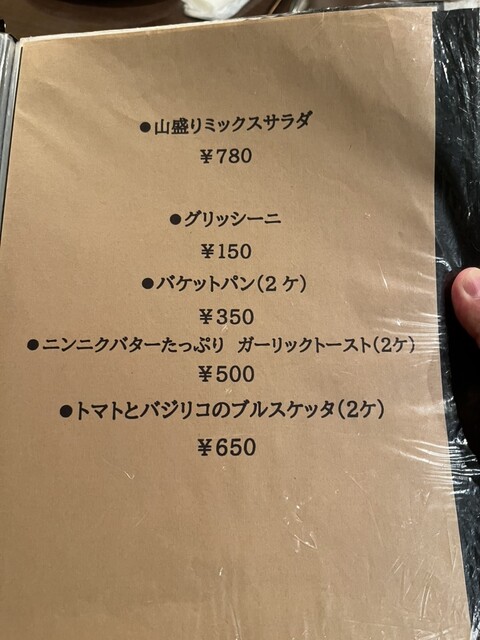 ●山盛りミックスサラダ
¥780
●グリッシーニ
¥150
●バケットパン(2ケ)
¥350
●ニンニクバターたっぷり ガーリックトースト(2ケ)
¥500
●トマトとバジリコのブルスケッタ(2ケ)
¥650